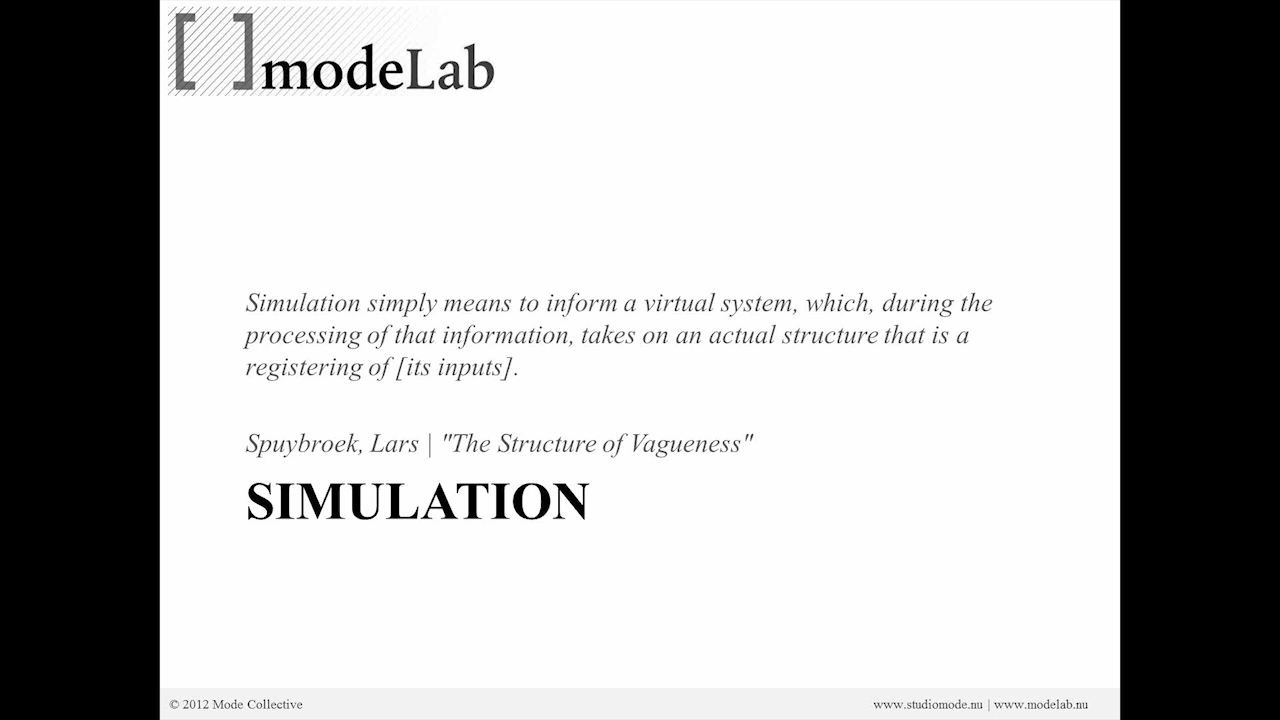 [ ]modeLab
Simulation simply means to inform a virtual system, which, during the
processing of that information, takes on an actual structure that is a
registering of [its inputs].
Spuybroek, Lars | "The Structure of Vagueness"
SIMULATION
© 2012 Mode Collective
www.studiomode.nu | www.modelab.nu